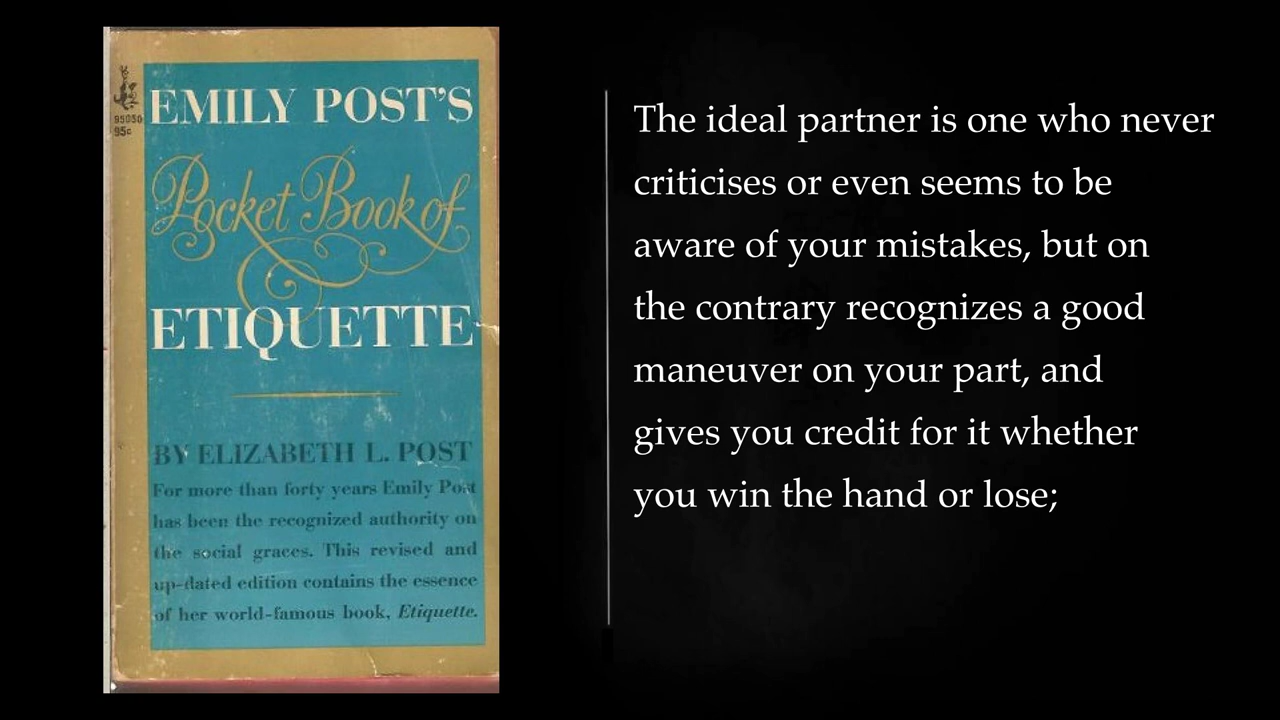 EMILY POST'S
Pocket Book of
ETIQUETTE
95050
95c
BY ELIZABETH L. POST
For more than forty years Emily Post
has been the recognized authority on
the social graces. This revised and
up-dated edition contains the essence
of her world-famous book, Etiquette.
The ideal partner is one who never
criticises or even seems to be
aware of your mistakes, but on
the contrary recognizes a good
maneuver on your part, and
gives you credit for it whether
you win the hand or lose;